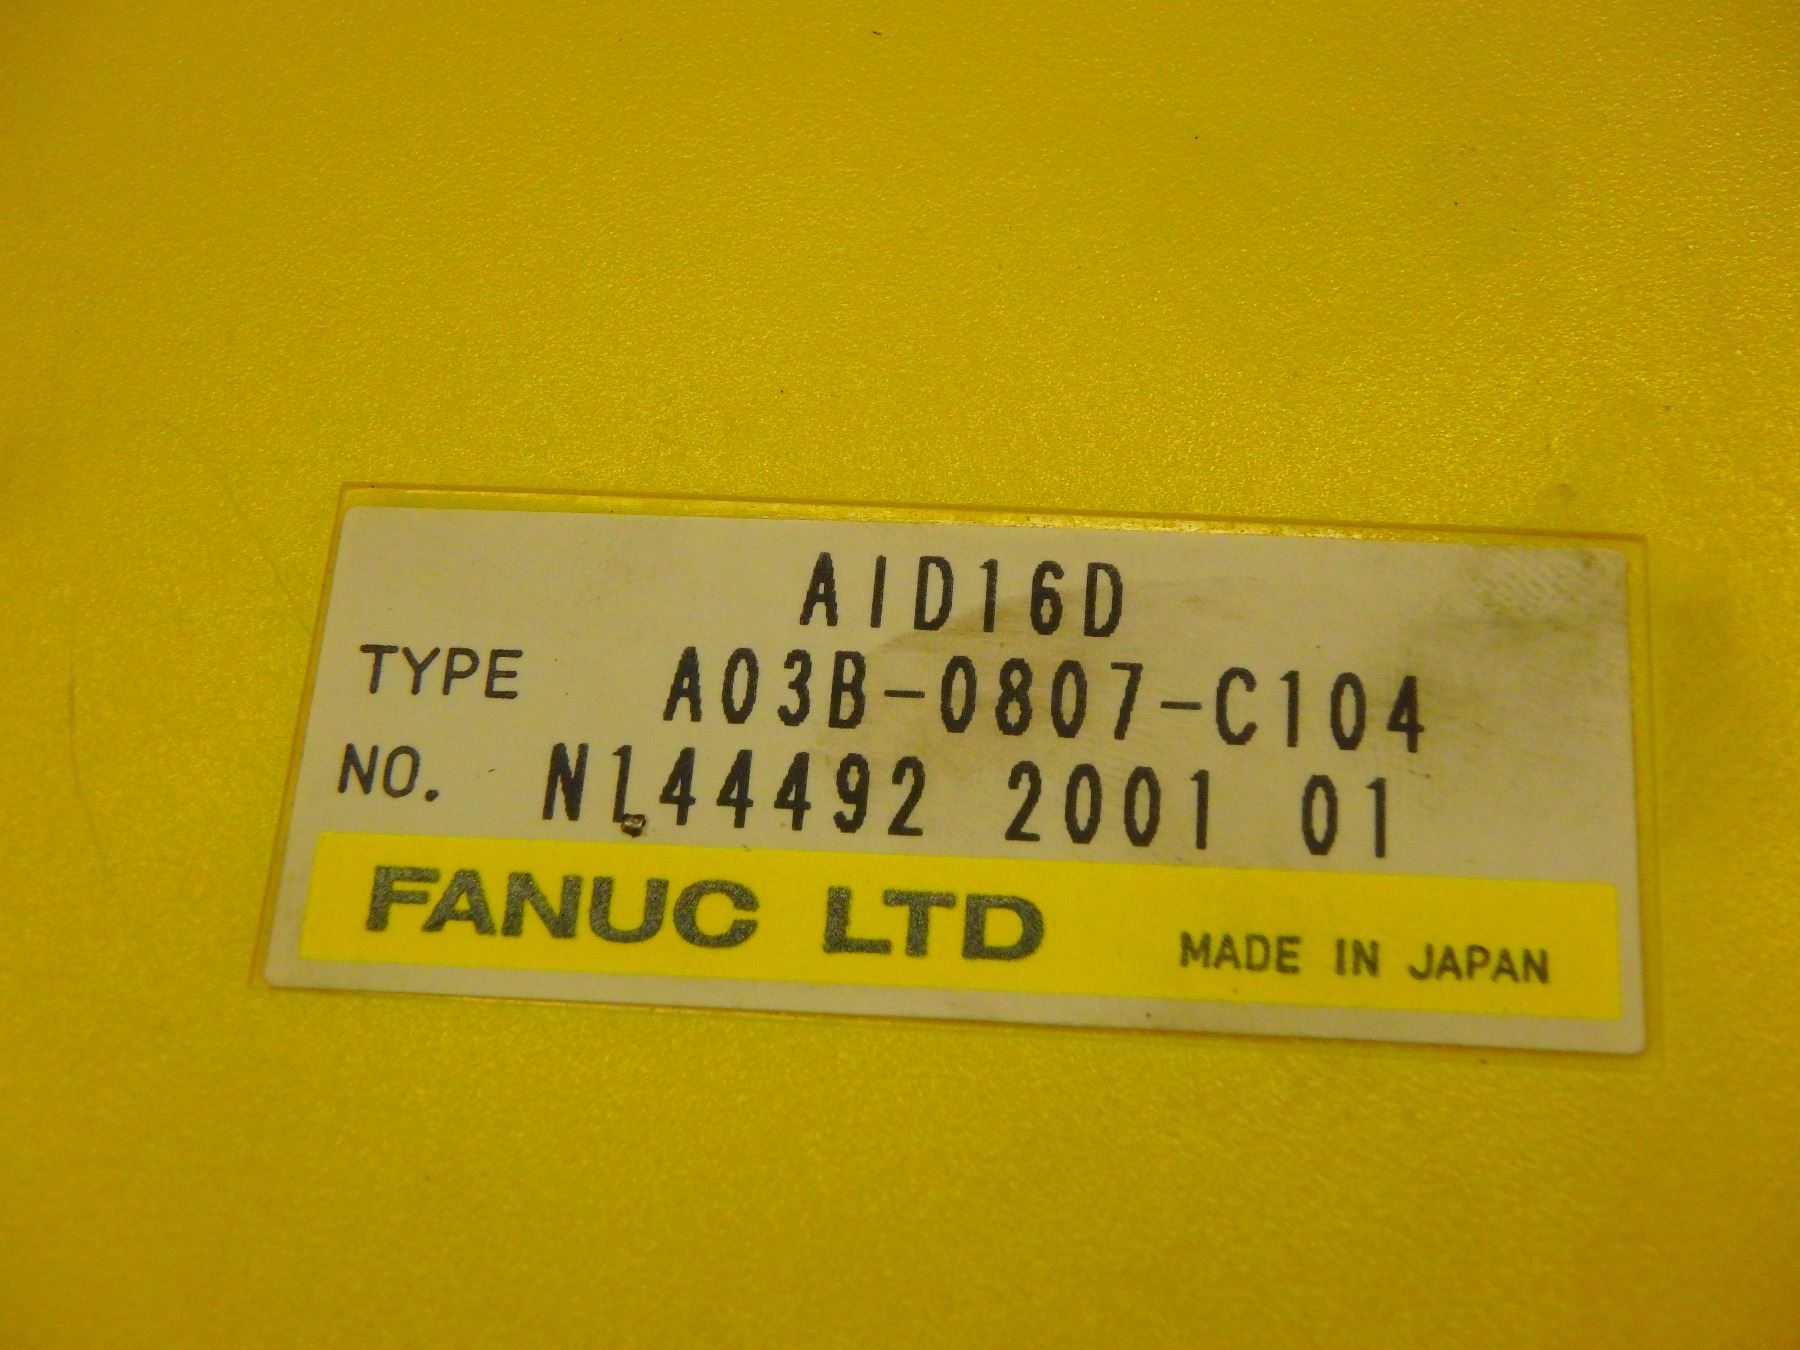 AID16D
TYPE A03B-0807-C104
NO. N144492 2001 01
FANUC LTD MADE IN JAPAN